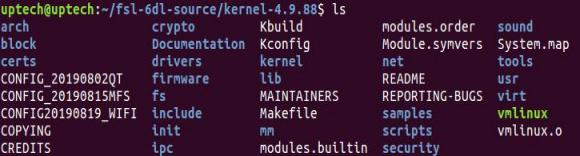 uptech@uptech:~/fsl-6dl-source/kernel-4.9.88$ ls
arch crypto Kbuild modules.order sound
block Documentation Kconfig Module.symvers System.map
certs drivers kernel net tools
CONFIG_20190802QT firmware lib README usr
CONFIG_20190815MFS fs MAINTAINERS REPORTING-BUGS virt
CONFIG20190819_WIFI include Makefile samples vmlinux
COPYING init mm scripts vmlinux.o
CREDITS ipc modules.builtin security